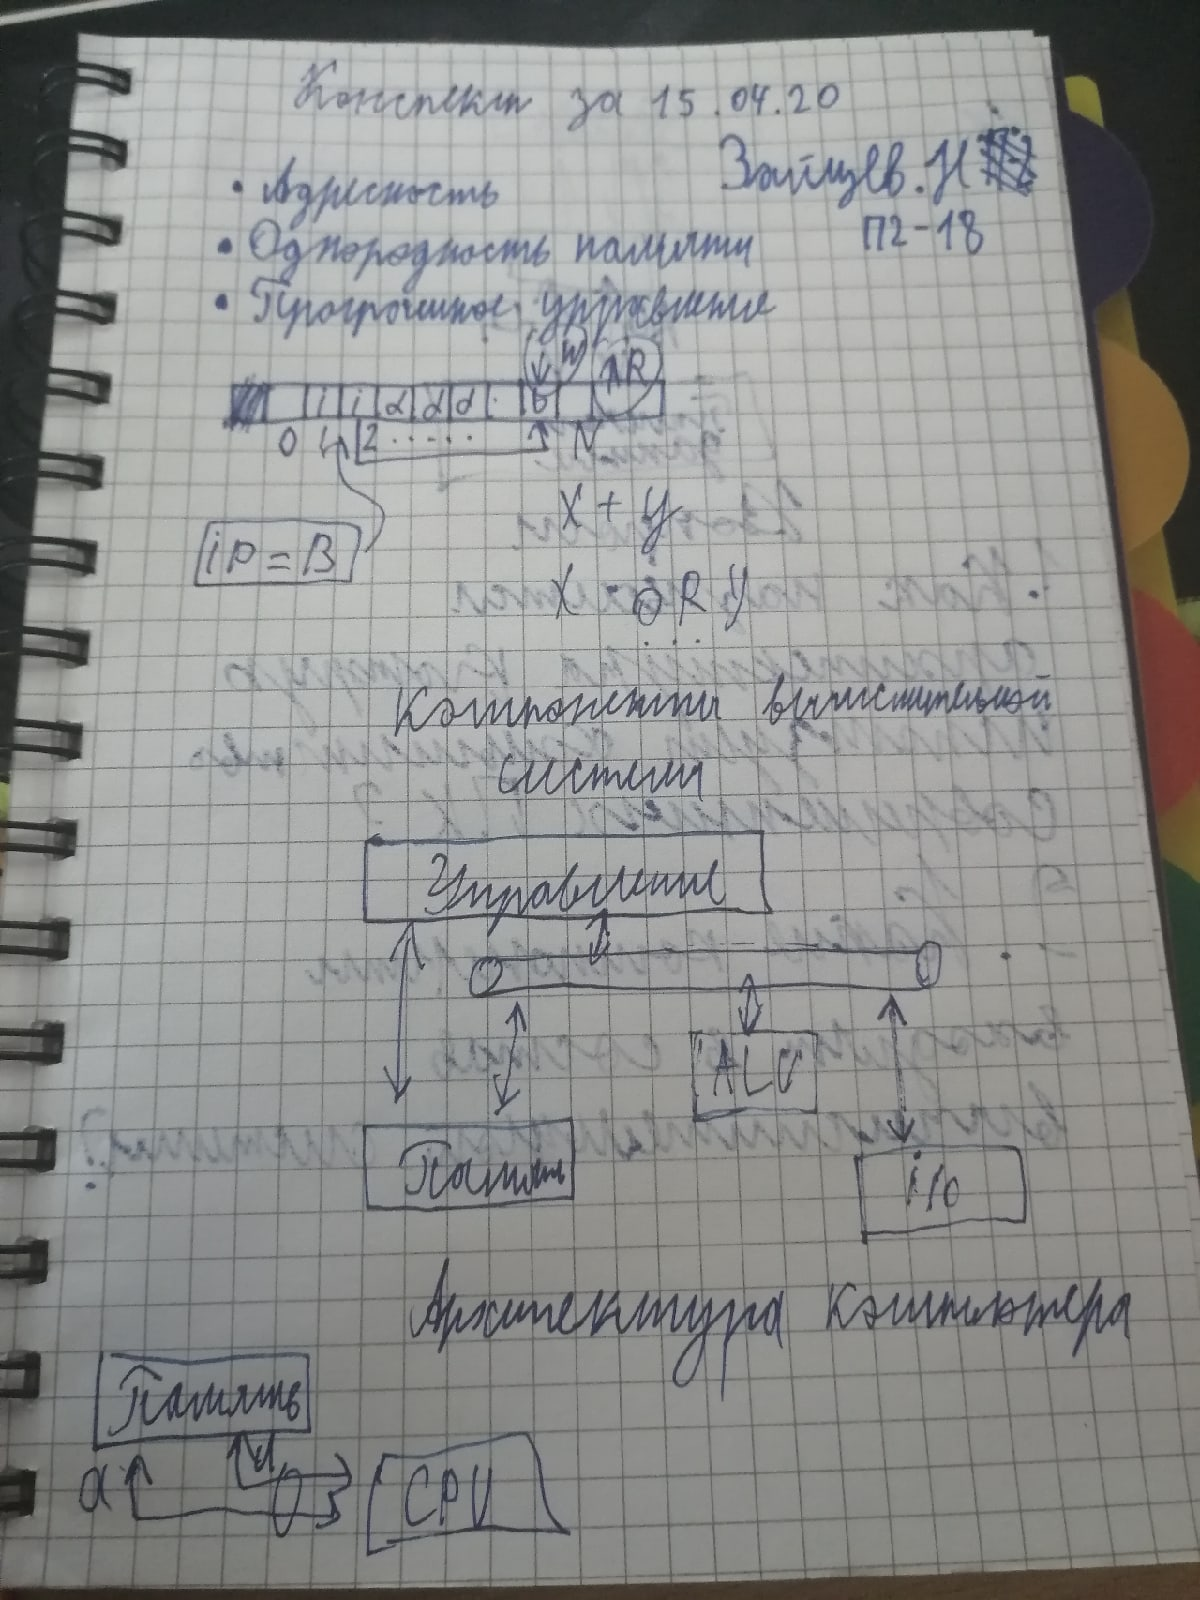 Конспект за 15.04.20
Зайцев.Н
П2-18
• Адресность
• Однородность памяти
• Програмное управление
W R
i i d d d . b
0 1 2 ...... N
iP = B
X + y
X OR y
Компоненты вычислительной
системы
Управление
ALU
Память
i/o
Архитектура компьютера
Память
a
CPU